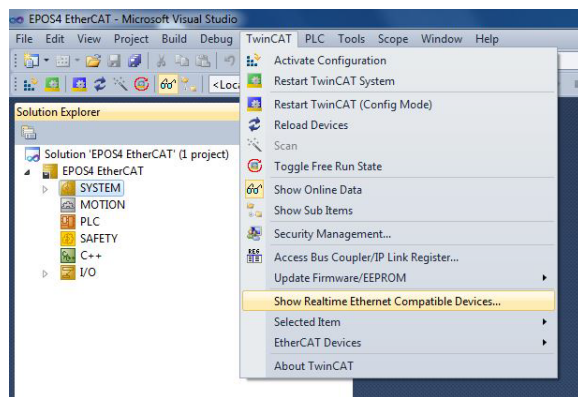 EPOS4 EtherCAT - Microsoft Visual Studio
File Edit View Project Build Debug TwinCAT PLC Tools Scope Window Help
Activate Configuration
Restart TwinCAT System
<Loc
Restart TwinCAT (Config Mode)
Solution Explorer
Reload Devices
Scan
Solution 'EPOS4 EtherCAT' (1 project)
Toggle Free Run State
EPOS4 EtherCAT
SYSTEM
Show Online Data
MOTION
Show Sub Items
PLC
SAFETY
Security Management...
C++
REG Access Bus Coupler/IP Link Register...
I/O
Update Firmware/EEPROM
Show Realtime Ethernet Compatible Devices...
Selected Item
EtherCAT Devices
About TwinCAT